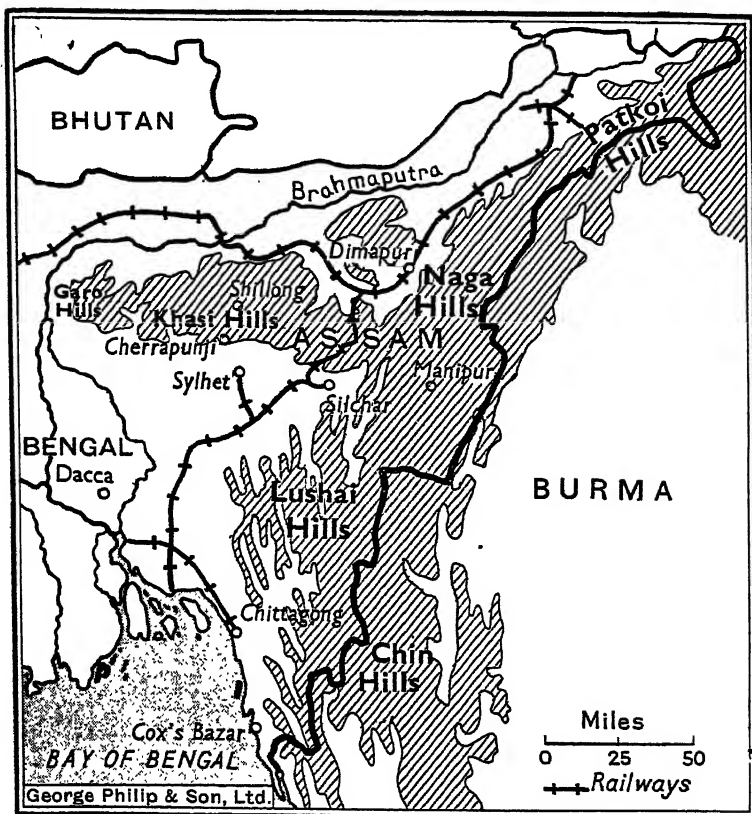 BHUTAN
Brahmaputra
Patkoi
Hills
Dimapur
Naga
Hills
Garo
Hills
Shillong
Khasi Hills
ASSAM
Cherrapunji
Manipur
Sylhet
Silchar
BENGAL
Dacca
BURMA
Lushai
Hills
Chittagong
Chin
Hills
Cox's Bazar
BAY OF BENGAL
Miles
0 25 50
Railways
George Philip & Son, Ltd.